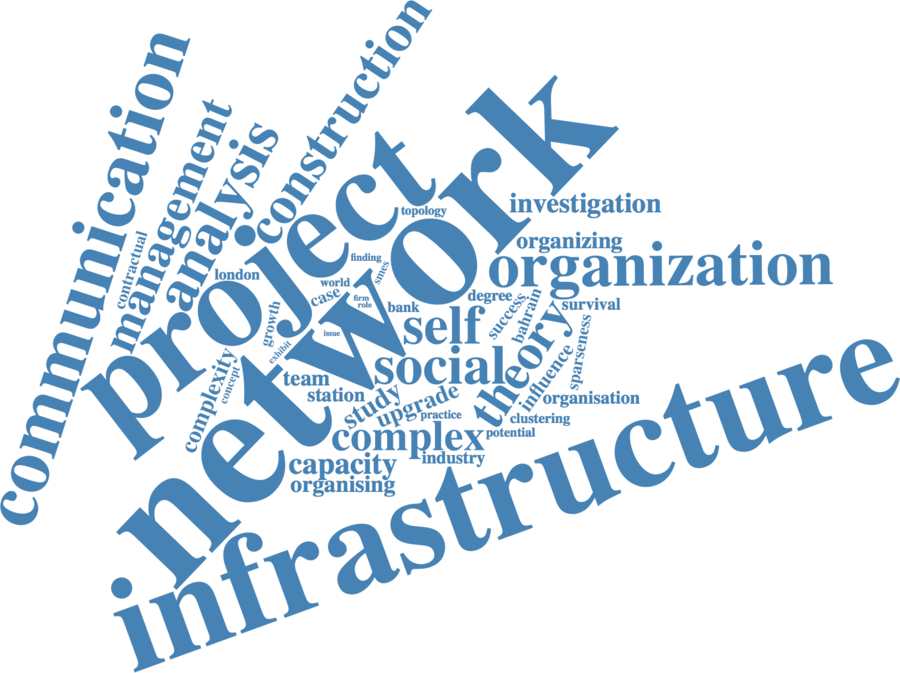 construction
communication
management
analysis
project
network
topology
investigation
contractual
organizing
organization
finding
smes
london
world
case
firm
role
bank
degree
success
bahrain
survival
growth
issue
self
theory
exhibit
complexity
concept
social
influence
sparseness
team
station
study
upgrade
organisation
practice
clustering
complex
potential
capacity
industry
organising
infrastructure